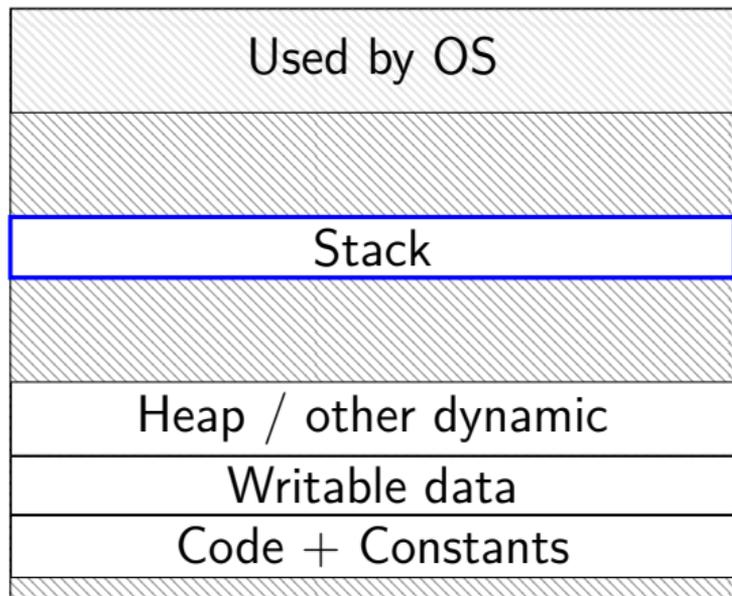 Used by OS
Stack
Heap / other dynamic
Writable data
Code + Constants